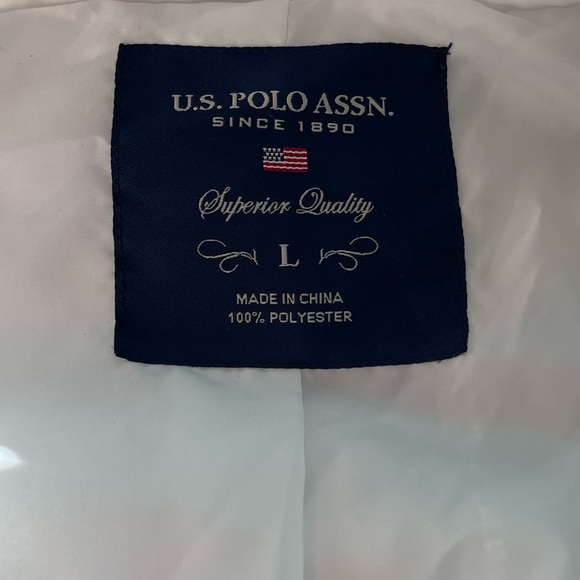 U.S. POLO ASSN.
SINCE 1890
Superior Quality
L
MADE IN CHINA
100% POLYESTER